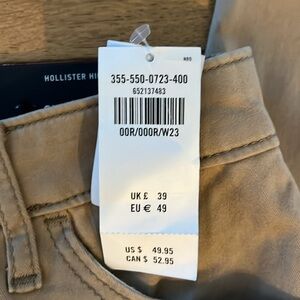 HOLLISTER HI
355-550-0723-400
652137483
00R/000R/W23
UK £ 39
EU € 49
US $ 49.95
CAN $ 52.95